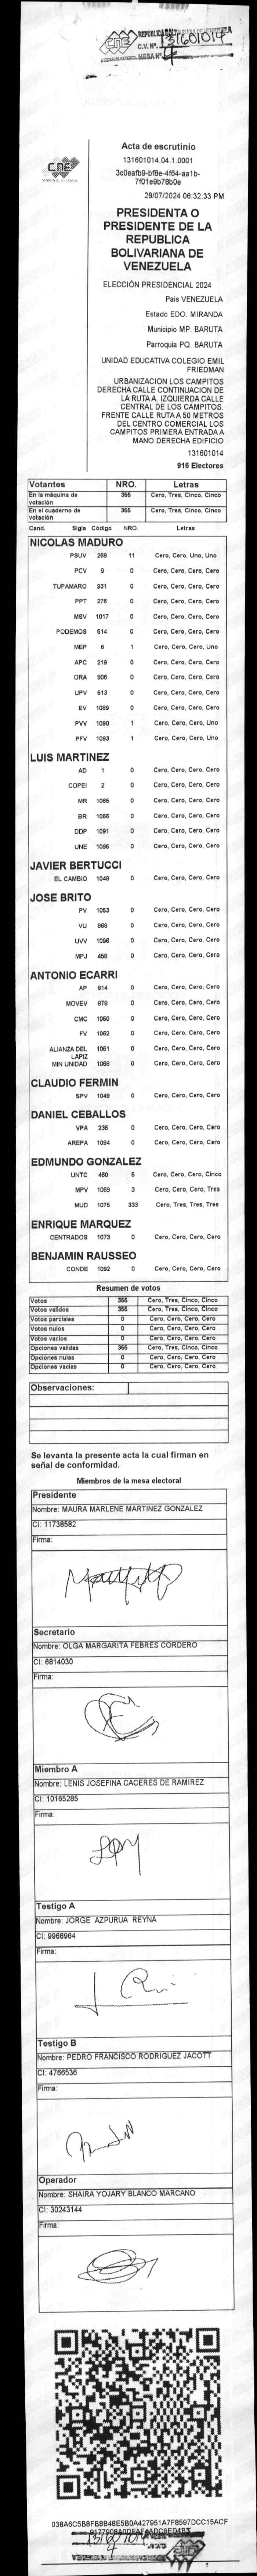 CNE
REPUBLICA BOLIVARIANA DE VENEZUELA
C.V. Nº. 131601014
MESA Nº 4
CNE
Acta de escrutinio
131601014.04.1.0001
28/07/2024 06:32:33 PM
PRESIDENTA O
PRESIDENTE DE LA
REPUBLICA
BOLIVARIANA DE
VENEZUELA
ELECCIÓN PRESIDENCIAL 2024
Pais VENEZUELA
Estado EDO. MIRANDA
Municipio MP. BARUTA
Parroquia PQ. BARUTA
UNIDAD EDUCATIVA COLEGIO EMIL
FRIEDMAN
URBANIZACION LOS CAMPITOS
DERECHA CALLE CONTINUACION DE
LA RUTA A. IZQUIERDA CALLE
CENTRAL DE LOS CAMPITOS.
FRENTE CALLE RUTA A 50 METROS
DEL CENTRO COMERCIAL LOS
CAMPITOS PRIMERA ENTRADA A
MANO DERECHA EDIFICIO
131601014
916 Electores
Votantes NRO. Letras
En la máquina de votación 355 Cero, Tres, Cinco, Cinco
En el cuaderno de votación 355 Cero, Tres, Cinco, Cinco
Cand. Sigla Código NRO. Letras
NICOLAS MADURO
PSUV 269 11 Cero, Cero, Uno, Uno
PCV 9 0 Cero, Cero, Cero, Cero
TUPAMARO 931 0 Cero, Cero, Cero, Cero
PPT 276 0 Cero, Cero, Cero, Cero
MSV 1017 0 Cero, Cero, Cero, Cero
PODEMOS 514 0 Cero, Cero, Cero, Cero
MEP 6 1 Cero, Cero, Cero, Uno
APC 219 0 Cero, Cero, Cero, Cero
ORA 906 0 Cero, Cero, Cero, Cero
UPV 513 0 Cero, Cero, Cero, Cero
EV 1089 0 Cero, Cero, Cero, Cero
PVV 1090 1 Cero, Cero, Cero, Uno
PFV 1093 1 Cero, Cero, Cero, Uno
LUIS MARTINEZ
AD 1 0 Cero, Cero, Cero, Cero
COPEI 2 0 Cero, Cero, Cero, Cero
MR 1065 0 Cero, Cero, Cero, Cero
BR 1066 0 Cero, Cero, Cero, Cero
DDP 1091 0 Cero, Cero, Cero, Cero
UNE 1095 0 Cero, Cero, Cero, Cero
JAVIER BERTUCCI
EL CAMBIO 1048 0 Cero, Cero, Cero, Cero
JOSE BRITO
PV 1053 0 Cero, Cero, Cero, Cero
VU 868 0 Cero, Cero, Cero, Cero
UVV 1096 0 Cero, Cero, Cero, Cero
MPJ 458 0 Cero, Cero, Cero, Cero
ANTONIO ECARRI
AP 814 0 Cero, Cero, Cero, Cero
MOVEV 978 0 Cero, Cero, Cero, Cero
CMC 1050 0 Cero, Cero, Cero, Cero
FV 1062 0 Cero, Cero, Cero, Cero
ALIANZA DEL LAPIZ 1051 0 Cero, Cero, Cero, Cero
MIN UNIDAD 1068 0 Cero, Cero, Cero, Cero
CLAUDIO FERMIN
SPV 1049 0 Cero, Cero, Cero, Cero
DANIEL CEBALLOS
VPA 236 0 Cero, Cero, Cero, Cero
AREPA 1094 0 Cero, Cero, Cero, Cero
EDMUNDO GONZALEZ
UNTC 460 5 Cero, Cero, Cero, Cinco
MPV 1069 3 Cero, Cero, Cero, Tres
MUD 1075 333 Cero, Tres, Tres, Tres
ENRIQUE MARQUEZ
CENTRADOS 1073 0 Cero, Cero, Cero, Cero
BENJAMIN RAUSSEO
CONDE 1092 0 Cero, Cero, Cero, Cero
Resumen de votos
Votos 355 Cero, Tres, Cinco, Cinco
Votos validos 355 Cero, Tres, Cinco, Cinco
Votos parciales 0 Cero, Cero, Cero, Cero
Votos nulos 0 Cero, Cero, Cero, Cero
Votos vacios 0 Cero, Cero, Cero, Cero
Opciones validas 355 Cero, Tres, Cinco, Cinco
Opciones nulas 0 Cero, Cero, Cero, Cero
Opciones vacias 0 Cero, Cero, Cero, Cero
Observaciones:
Se levanta la presente acta la cual firman en
señal de conformidad.
Miembros de la mesa electoral
Presidente
Nombre: MAURA MARLENE MARTINEZ GONZALEZ
CI: 11738582
Firma:
Secretario
Nombre: OLGA MARGARITA FEBRES CORDERO
CI: 6814030
Firma:
Miembro A
Nombre: LENIS JOSEFINA CACERES DE RAMIREZ
CI: 10165285
Firma:
Testigo A
Nombre: JORGE AZPURUA REYNA
CI: 9968964
Firma:
Testigo B
Nombre: PEDRO FRANCISCO RODRIGUEZ JACOTT
CI: 4766536
Firma:
Operador
Nombre: SHAIRA YOJARY BLANCO MARCANO
CI: 30243144
Firma:
038A6C5B8FB8B48E5B0A427951A7F8597DCC15ACF
131601014
4